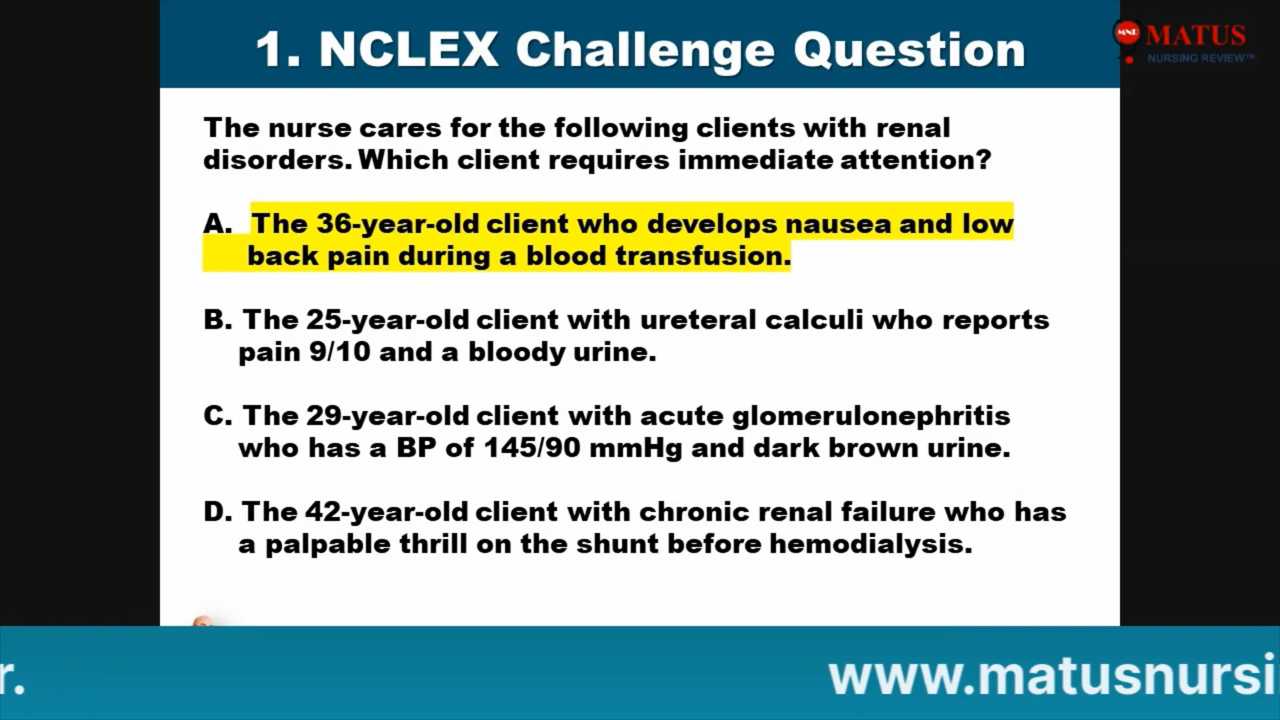 1. NCLEX Challenge Question
MNR
MATUS
NURSING REVIEW™
The nurse cares for the following clients with renal
disorders. Which client requires immediate attention?
A. The 36-year-old client who develops nausea and low
back pain during a blood transfusion.
B. The 25-year-old client with ureteral calculi who reports
pain 9/10 and a bloody urine.
C. The 29-year-old client with acute glomerulonephritis
who has a BP of 145/90 mmHg and dark brown urine.
D. The 42-year-old client with chronic renal failure who has
a palpable thrill on the shunt before hemodialysis.
r. www.matusnursi